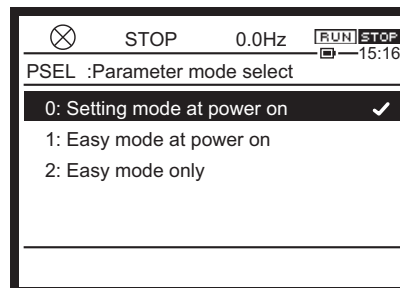 STOP 0.0Hz RUN STOP
15:16
PSEL :Parameter mode select
0: Setting mode at power on
1: Easy mode at power on
2: Easy mode only